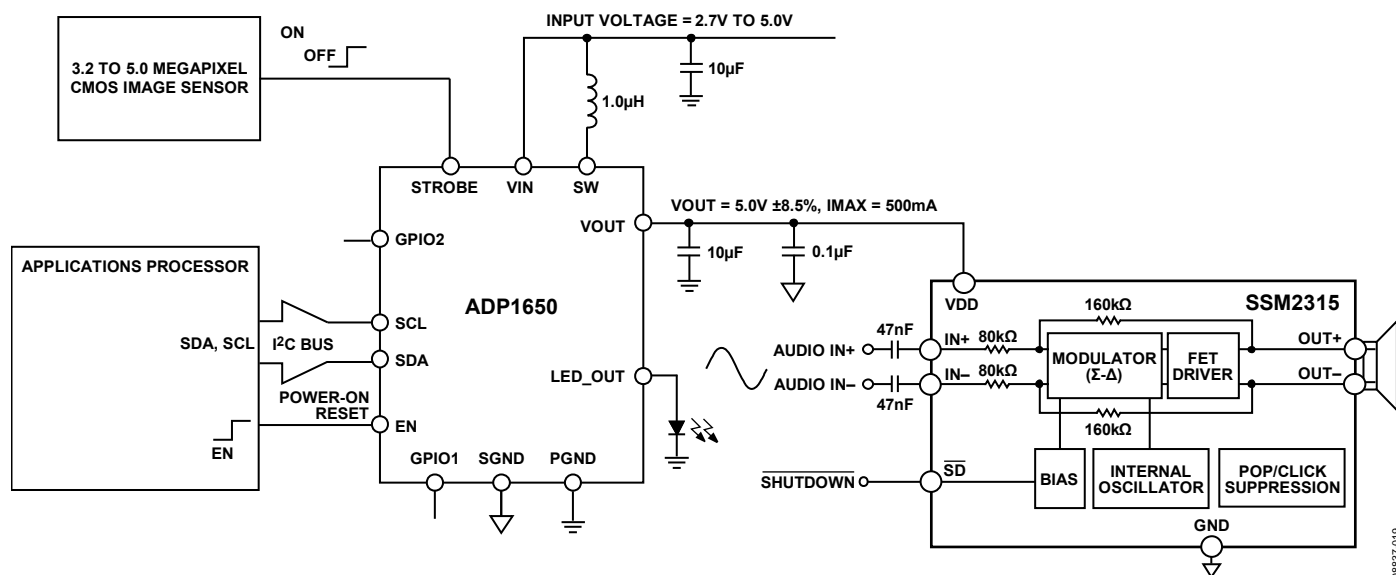 INPUT VOLTAGE = 2.7V TO 5.0V
ON
OFF
3.2 TO 5.0 MEGAPIXEL
CMOS IMAGE SENSOR
10µF
1.0µH
STROBE
VIN
SW
VOUT = 5.0V ±8.5%, IMAX = 500mA
VOUT
GPIO2
10µF
0.1µF
APPLICATIONS PROCESSOR
ADP1650
SDA, SCL
I²C BUS
SCL
SDA
LED_OUT
POWER-ON
RESET
EN
EN
GPIO1
SGND
PGND
VDD
SSM2315
160kΩ
47nF
AUDIO IN+
IN+
80kΩ
MODULATOR
(Σ-Δ)
FET
DRIVER
OUT+
AUDIO IN–
IN–
80kΩ
OUT–
47nF
160kΩ
SHUTDOWN
SD
BIAS
INTERNAL
OSCILLATOR
POP/CLICK
SUPPRESSION
GND
08837-019